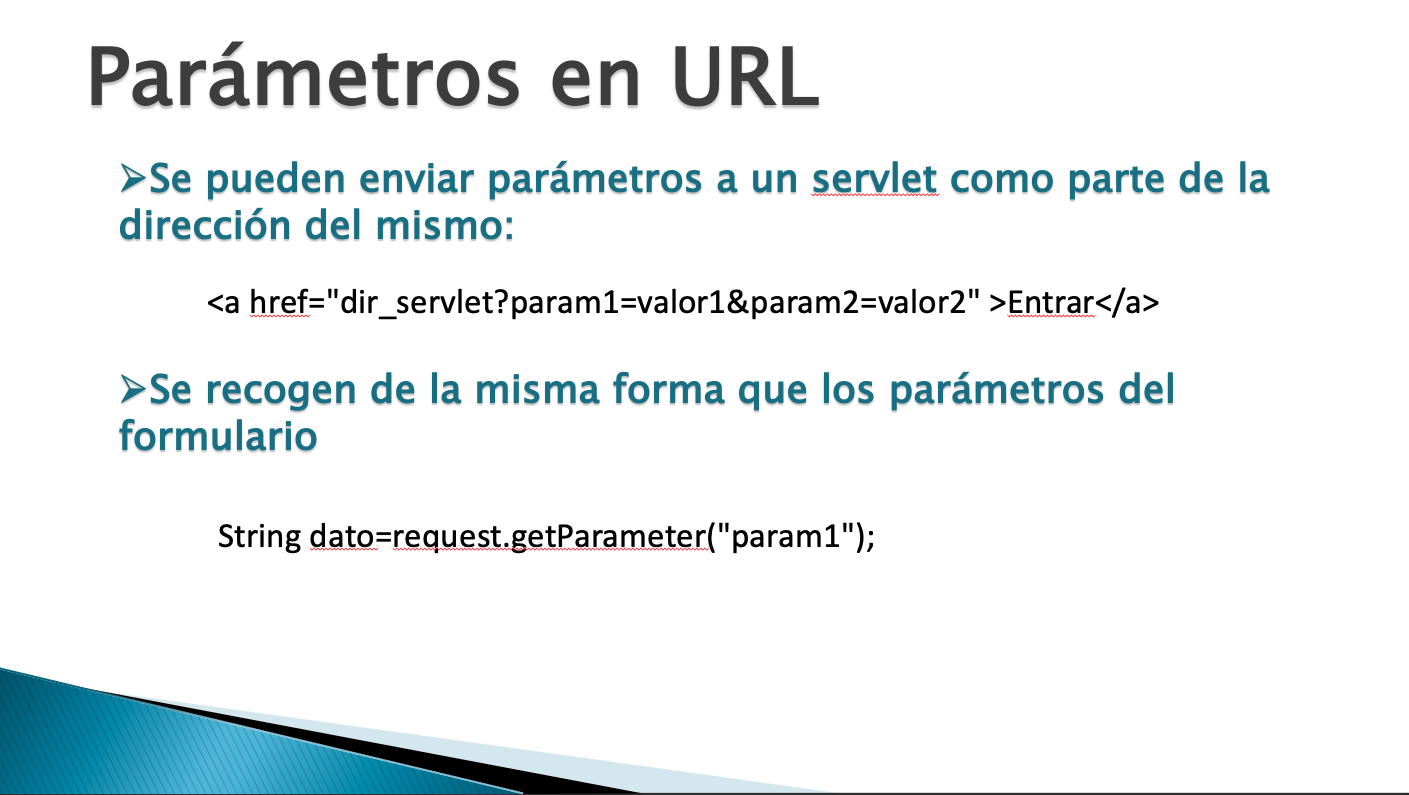 Parámetros en URL
➢Se pueden enviar parámetros a un servlet como parte de la
dirección del mismo:
<a href="dir_servlet?param1=valor1&param2=valor2" >Entrar</a>
➢Se recogen de la misma forma que los parámetros del
formulario
String dato=request.getParameter("param1");